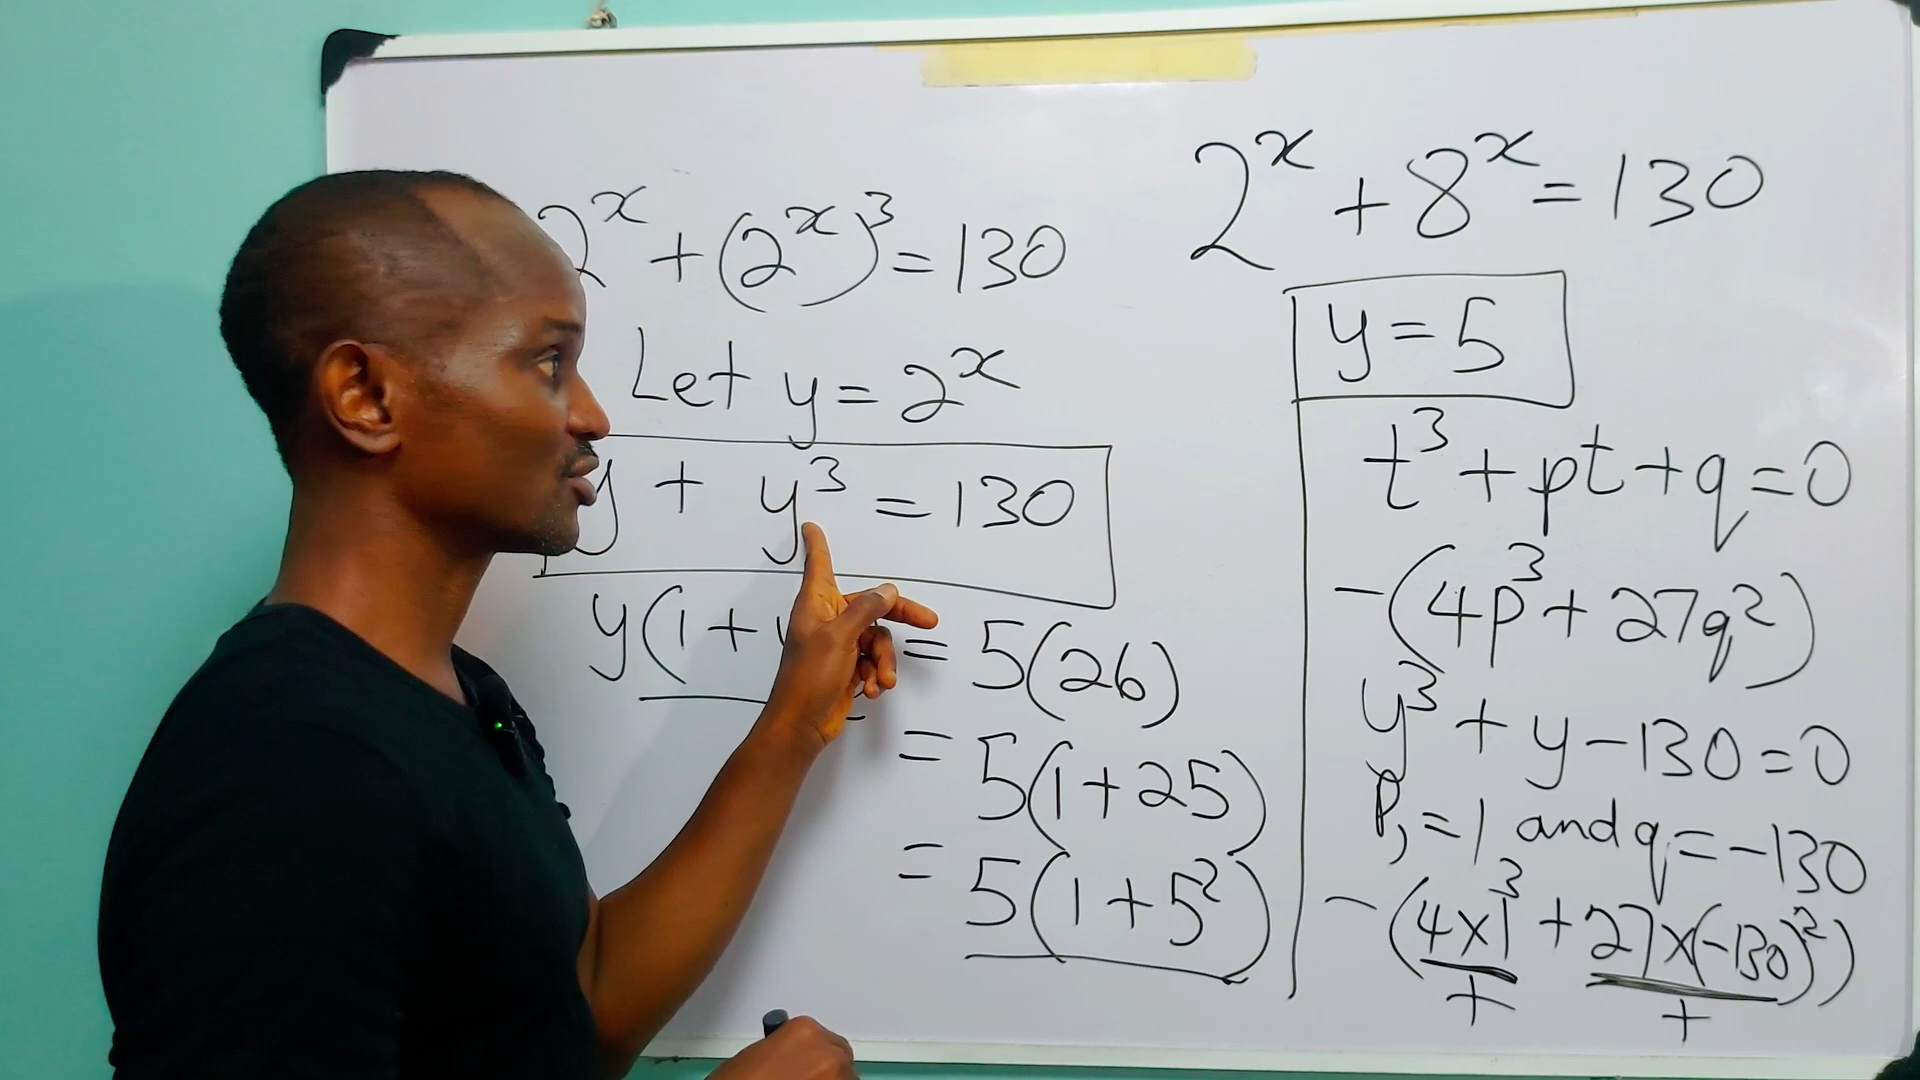 2^x + (2^x)^3 = 130
Let y = 2^x
y + y^3 = 130
y(1 + = 5(26)
= 5(1 + 25)
= 5(1 + 5^2)
2^x + 8^x = 130
y = 5
t^3 + pt + q = 0
-(4p^3 + 27q^2)
y^3 + y - 130 = 0
P, = 1 and q = -130
-(4×1^3 + 27×(-130)^2)
+ +